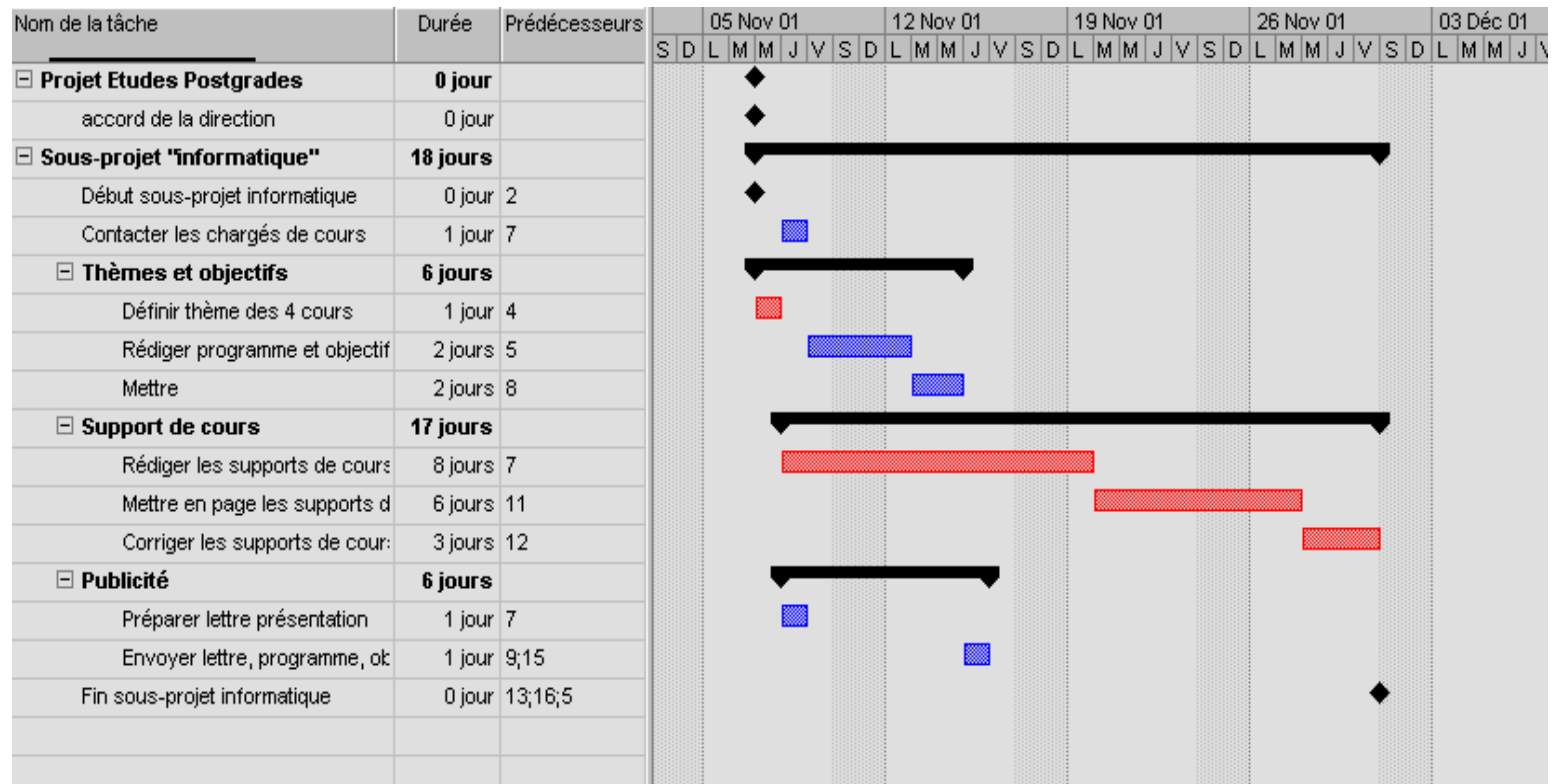 Nom de la tâche Durée Prédécesseurs 05 Nov 01 12 Nov 01 19 Nov 01 26 Nov 01 03 Déc 01
S D L M M J V S D L M M J V S D L M M J V S D L M M J V S D L M M J V
Projet Etudes Postgrades 0 jour
accord de la direction 0 jour
Sous-projet "informatique" 18 jours
Début sous-projet informatique 0 jour 2
Contacter les chargés de cours 1 jour 7
Thèmes et objectifs 6 jours
Définir thème des 4 cours 1 jour 4
Rédiger programme et objectif 2 jours 5
Mettre 2 jours 8
Support de cours 17 jours
Rédiger les supports de cours 8 jours 7
Mettre en page les supports d 6 jours 11
Corriger les supports de cour 3 jours 12
Publicité 6 jours
Préparer lettre présentation 1 jour 7
Envoyer lettre, programme, ob 1 jour 9;15
Fin sous-projet informatique 0 jour 13;16;5